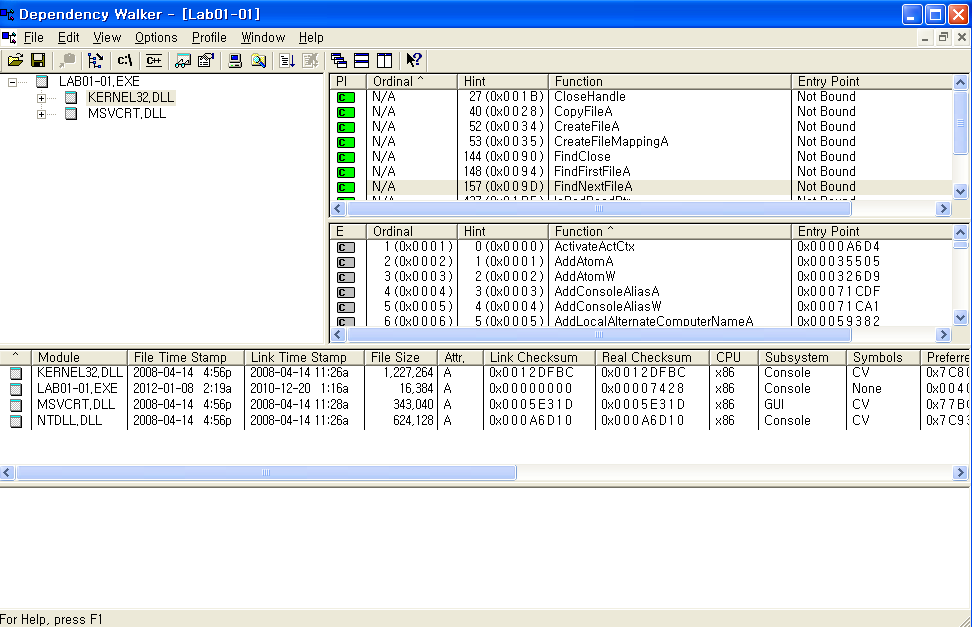 Dependency Walker - [Lab01-01]
File Edit View Options Profile Window Help
c:\ C++
LAB01-01.EXE
KERNEL32.DLL
MSVCRT.DLL
PI Ordinal ^ Hint Function Entry Point
C N/A 27 (0x001B) CloseHandle Not Bound
C N/A 40 (0x0028) CopyFileA Not Bound
C N/A 52 (0x0034) CreateFileA Not Bound
C N/A 53 (0x0035) CreateFileMappingA Not Bound
C N/A 144 (0x0090) FindClose Not Bound
C N/A 148 (0x0094) FindFirstFileA Not Bound
C N/A 157 (0x009D) FindNextFileA Not Bound
E Ordinal Hint Function ^ Entry Point
C 1 (0x0001) 0 (0x0000) ActivateActCtx 0x0000A6D4
C 2 (0x0002) 1 (0x0001) AddAtomA 0x00035505
C 3 (0x0003) 2 (0x0002) AddAtomW 0x000326D9
C 4 (0x0004) 3 (0x0003) AddConsoleAliasA 0x00071CDF
C 5 (0x0005) 4 (0x0004) AddConsoleAliasW 0x00071CA1
C 6 (0x0006) 5 (0x0005) AddLocalAlternateComputerNameA 0x00059382
^ Module File Time Stamp Link Time Stamp File Size Attr. Link Checksum Real Checksum CPU Subsystem Symbols Preferre
KERNEL32.DLL 2008-04-14 4:56p 2008-04-14 11:26a 1,227,264 A 0x0012DFBC 0x0012DFBC x86 Console CV 0x7C80
LAB01-01.EXE 2012-01-08 2:19a 2010-12-20 1:16a 16,384 A 0x00000000 0x00007428 x86 Console None 0x0040
MSVCRT.DLL 2008-04-14 4:56p 2008-04-14 11:28a 343,040 A 0x0005E31D 0x0005E31D x86 GUI CV 0x77B
NTDLL.DLL 2008-04-14 4:56p 2008-04-14 11:26a 624,128 A 0x000A6D10 0x000A6D10 x86 Console CV 0x7C93
For Help, press F1